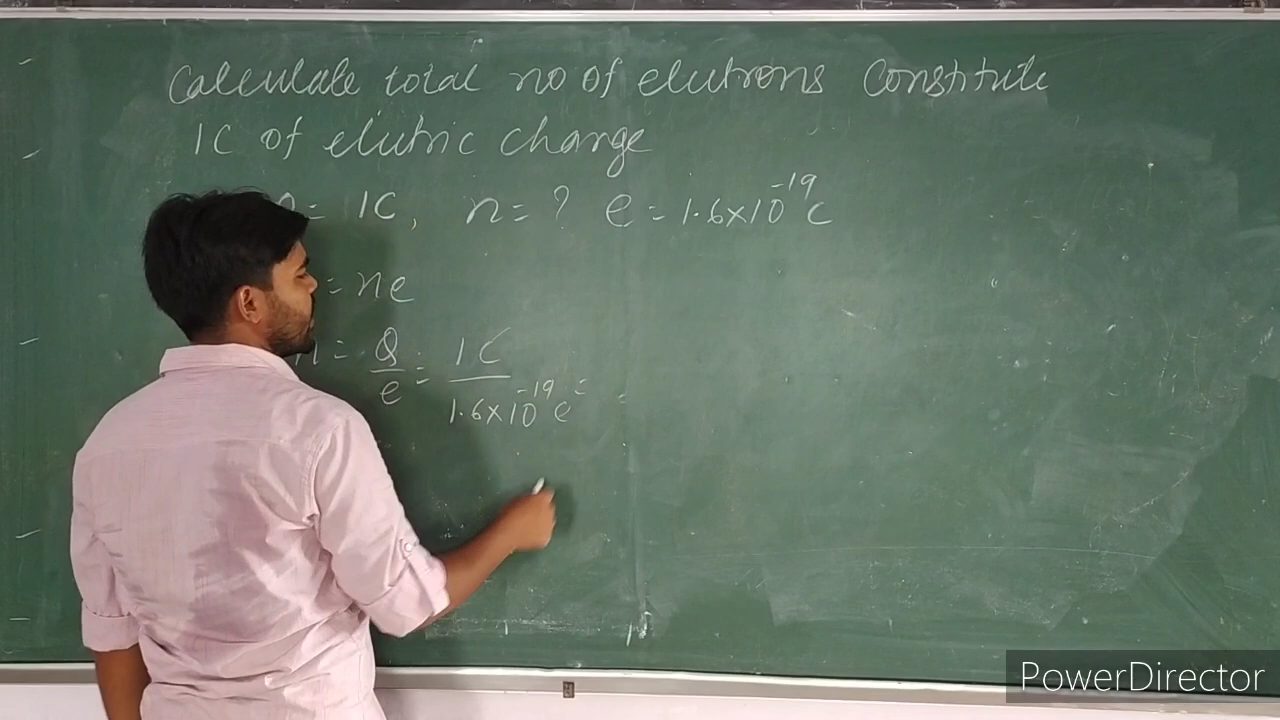 Calculate total no of electrons Constitute
1C of electric charge
= 1C, n = ? e = 1.6×10⁻¹⁹C
= ne
n = Q/e = 1C/1.6×10⁻¹⁹ C =
PowerDirector